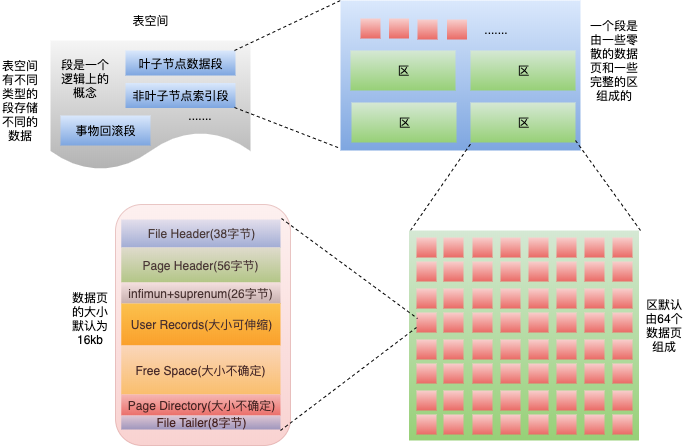 表空间
表空间
有不同
类型的
段存储
不同的
数据
段是一个
逻辑上的
概念
叶子节点数据段
非叶子节点索引段
.......
事物回滚段
.......
区
区
区
区
一个段是
由一些零
散的数据
页和一些
完整的区
组成的
数据页
的大小
默认为
16kb
File Header(38字节)
Page Header(56字节)
infimun+suprenum(26字节)
User Records(大小可伸缩)
Free Space(大小不确定)
Page Directory(大小不确定)
File Tailer(8字节)
区默认
由64个
数据页
组成